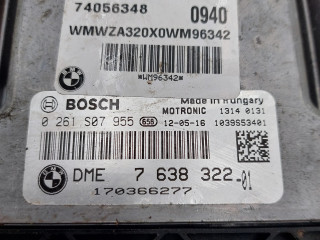 74056348 0940
WMWZA320X0WM96342
*WM96342*
BOSCH Made in Hungary
MOTRONIC 1314 0131
0 261 S07 955 656 12-05-16 1039S53401
DME 7 638 322-01
170366277